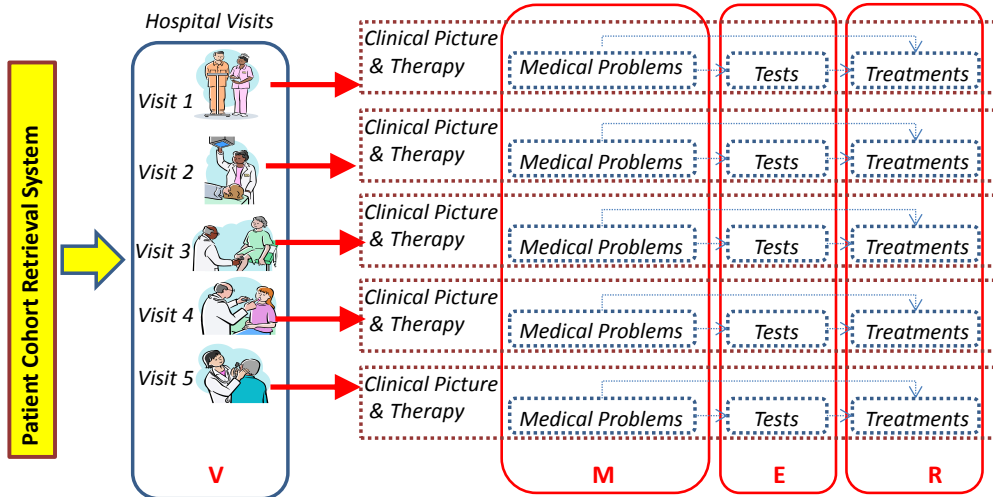 Patient Cohort Retrieval System
Hospital Visits
Visit 1
Clinical Picture
& Therapy
Medical Problems
Tests
Treatments
Visit 2
Clinical Picture
& Therapy
Medical Problems
Tests
Treatments
Visit 3
Clinical Picture
& Therapy
Medical Problems
Tests
Treatments
Visit 4
Clinical Picture
& Therapy
Medical Problems
Tests
Treatments
Visit 5
Clinical Picture
& Therapy
Medical Problems
Tests
Treatments
V
M
E
R